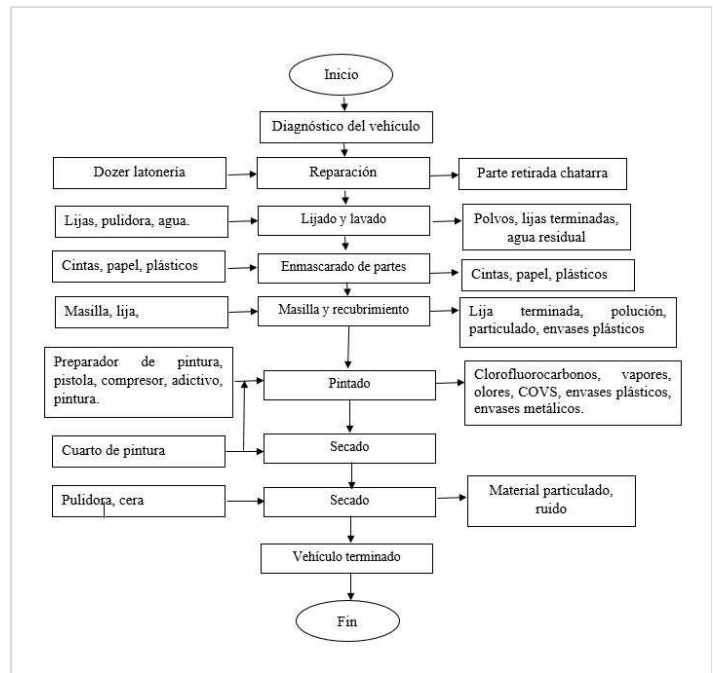 Inicio
Diagnóstico del vehículo
Dozer latonería
Reparación
Parte retirada chatarra
Lijas, pulidora, agua.
Lijado y lavado
Polvos, lijas terminadas,
agua residual
Cintas, papel, plásticos
Enmascarado de partes
Cintas, papel, plásticos
Masilla, lija,
Masilla y recubrimiento
Lija terminada, polución,
particulado, envases plásticos
Preparador de pintura,
pistola, compresor, adictivo,
pintura.
Pintado
Clorofluorocarbonos, vapores,
olores, COVS, envases plásticos,
envases metálicos.
Cuarto de pintura
Secado
Pulidora, cera
Secado
Material particulado,
ruido
Vehículo terminado
Fin